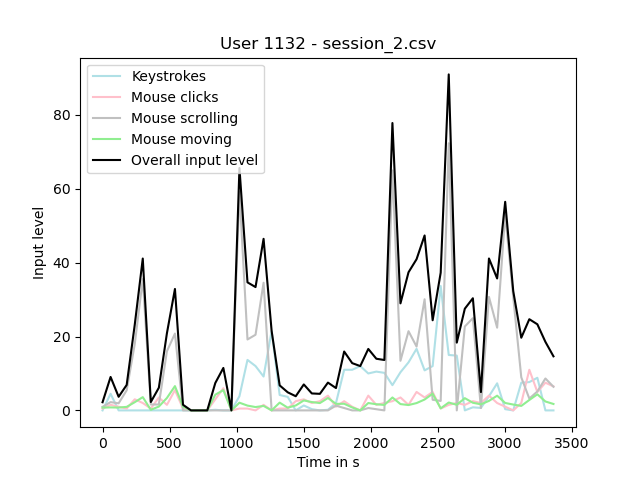 User 1132 - session_2.csv
Keystrokes
Mouse clicks
Mouse scrolling
Mouse moving
Overall input level
80
60
40
20
0
Input level
0 500 1000 1500 2000 2500 3000 3500
Time in s